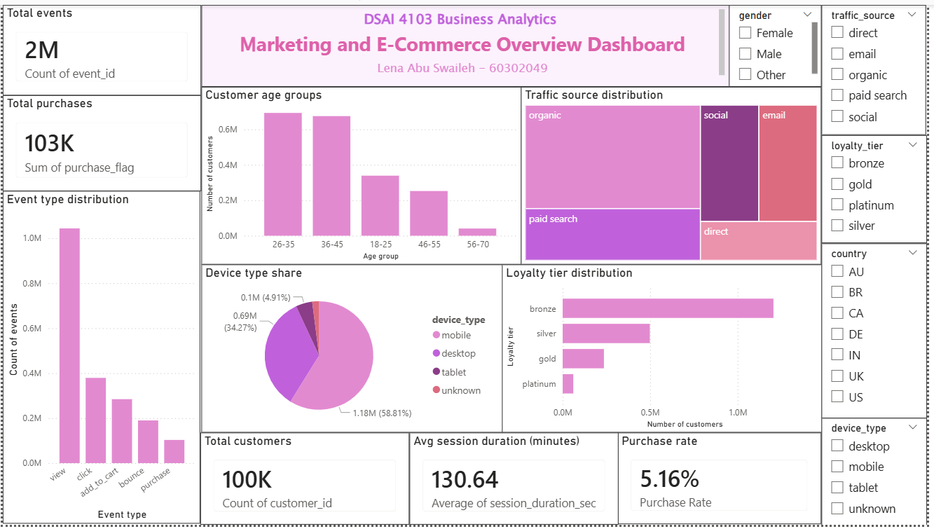 Total events
2M
Count of event_id
Total purchases
103K
Sum of purchase_flag
Event type distribution
1.0M
0.8M
0.6M
0.4M
0.2M
0.0M
Count of events
view
click
add_to_cart
bounce
purchase
Event type
DSAI 4103 Business Analytics
Marketing and E-Commerce Overview Dashboard
Lena Abu Swaileh – 60302049
Customer age groups
0.6M
0.4M
0.2M
0.0M
Number of customers
26-35
36-45
18-25
46-55
56-70
Age group
Traffic source distribution
organic
social
email
paid search
direct
Device type share
0.1M (4.91%)
0.69M
(34.27%)
1.18M (58.81%)
device_type
mobile
desktop
tablet
unknown
Loyalty tier distribution
Loyalty tier
bronze
silver
gold
platinum
0.0M
0.5M
1.0M
Number of customers
Total customers
100K
Count of customer_id
Avg session duration (minutes)
130.64
Average of session_duration_sec
Purchase rate
5.16%
Purchase Rate
gender
Female
Male
Other
traffic_source
direct
email
organic
paid search
social
loyalty_tier
bronze
gold
platinum
silver
country
AU
BR
CA
DE
IN
UK
US
device_type
desktop
mobile
tablet
unknown